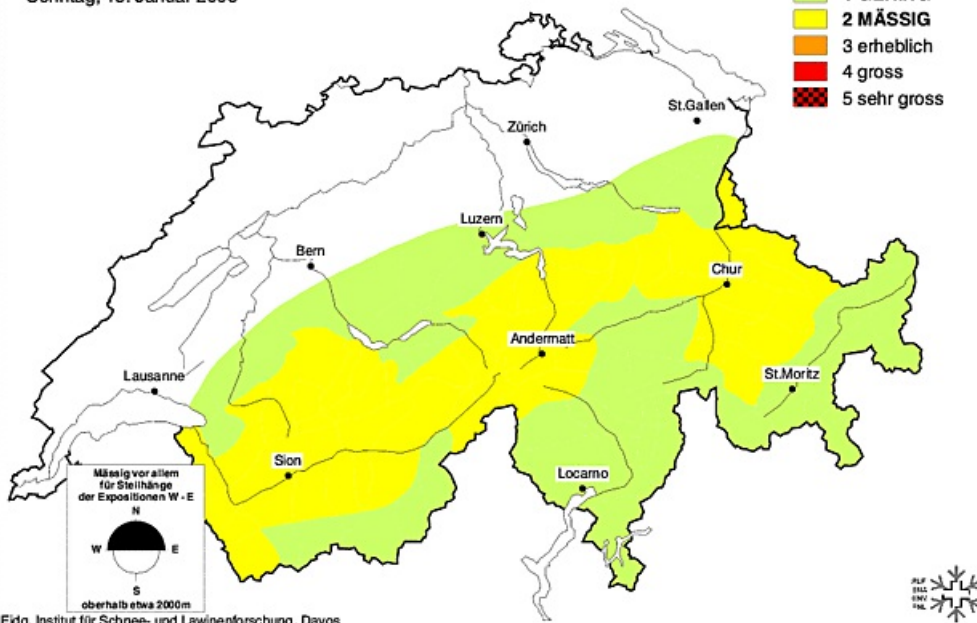 2 MÄSSIG
3 erheblich
4 gross
5 sehr gross
St.Gallen
Zürich
Luzern
Bern
Chur
Andermatt
St.Moritz
Lausanne
Sion
Locarno
Mässig vor allem
für Steilhänge
der Expositionen W - E
N
W E
S
oberhalb etwa 2000m
Eidg. Institut für Schnee- und Lawinenforschung, Davos